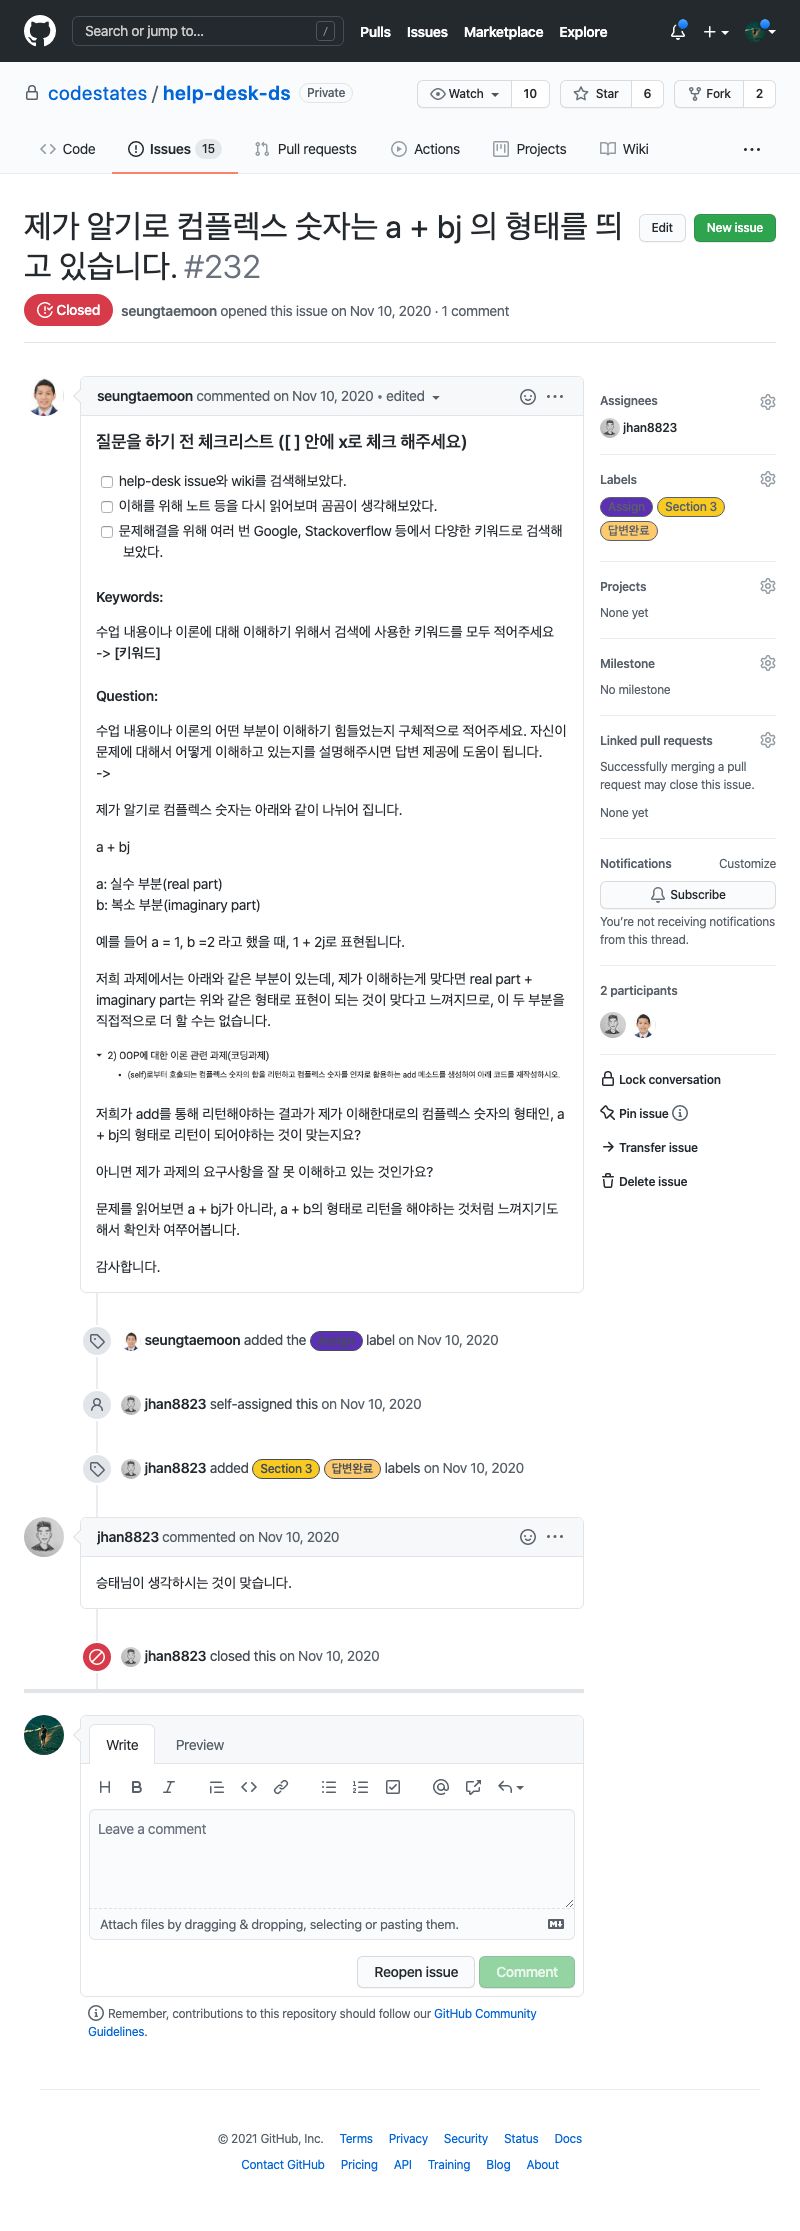 Search or jump to... /
Pulls Issues Marketplace Explore
codestates / help-desk-ds Private
Watch 10 Star 6 Fork 2
Code Issues 15 Pull requests Actions Projects Wiki ...
제가 알기로 컴플렉스 숫자는 a + bj 의 형태를 띄
고 있습니다. #232
Edit New issue
Closed seungtaemoon opened this issue on Nov 10, 2020 · 1 comment
seungtaemoon commented on Nov 10, 2020 • edited
질문을 하기 전 체크리스트 ([ ] 안에 x로 체크 해주세요)
help-desk issue와 wiki를 검색해보았다.
이해를 위해 노트 등을 다시 읽어보며 곰곰이 생각해보았다.
문제해결을 위해 여러 번 Google, Stackoverflow 등에서 다양한 키워드로 검색해
보았다.
Keywords:
수업 내용이나 이론에 대해 이해하기 위해서 검색에 사용한 키워드를 모두 적어주세요
-> [키워드]
Question:
수업 내용이나 이론의 어떤 부분이 이해하기 힘들었는지 구체적으로 적어주세요. 자신이
문제에 대해서 어떻게 이해하고 있는지를 설명해주시면 답변 제공에 도움이 됩니다.
->
제가 알기로 컴플렉스 숫자는 아래와 같이 나뉘어 집니다.
a + bj
a: 실수 부분(real part)
b: 복소 부분(imaginary part)
예를 들어 a = 1, b =2 라고 했을 때, 1 + 2j로 표현됩니다.
저희 과제에서는 아래와 같은 부분이 있는데, 제가 이해하는게 맞다면 real part +
imaginary part는 위와 같은 형태로 표현이 되는 것이 맞다고 느껴지므로, 이 두 부분을
직접적으로 더 할 수는 없습니다.
2) OOP에 대한 이론 관련 과제(코딩과제)
(self)로부터 호출되는 컴플렉스 숫자의 합을 리턴하고 컴플렉스 숫자를 인자로 활용하는 add 메소드를 생성하여 아래 코드를 재작성하시오.
저희가 add를 통해 리턴해야하는 결과가 제가 이해한대로의 컴플렉스 숫자의 형태인, a
+ bj의 형태로 리턴이 되어야하는 것이 맞는지요?
아니면 제가 과제의 요구사항을 잘 못 이해하고 있는 것인가요?
문제를 읽어보면 a + bj가 아니라, a + b의 형태로 리턴을 해야하는 것처럼 느껴지기도
해서 확인차 여쭈어봅니다.
감사합니다.
seungtaemoon added the Assign label on Nov 10, 2020
jhan8823 self-assigned this on Nov 10, 2020
jhan8823 added Section 3 답변완료 labels on Nov 10, 2020
jhan8823 commented on Nov 10, 2020
승태님이 생각하시는 것이 맞습니다.
jhan8823 closed this on Nov 10, 2020
Assignees
jhan8823
Labels
Assign Section 3
답변완료
Projects
None yet
Milestone
No milestone
Linked pull requests
Successfully merging a pull
request may close this issue.
None yet
Notifications Customize
Subscribe
You're not receiving notifications
from this thread.
2 participants
Lock conversation
Pin issue
Transfer issue
Delete issue
Write Preview
Leave a comment
Attach files by dragging & dropping, selecting or pasting them.
Reopen issue Comment
Remember, contributions to this repository should follow our GitHub Community
Guidelines.
© 2021 GitHub, Inc. Terms Privacy Security Status Docs
Contact GitHub Pricing API Training Blog About